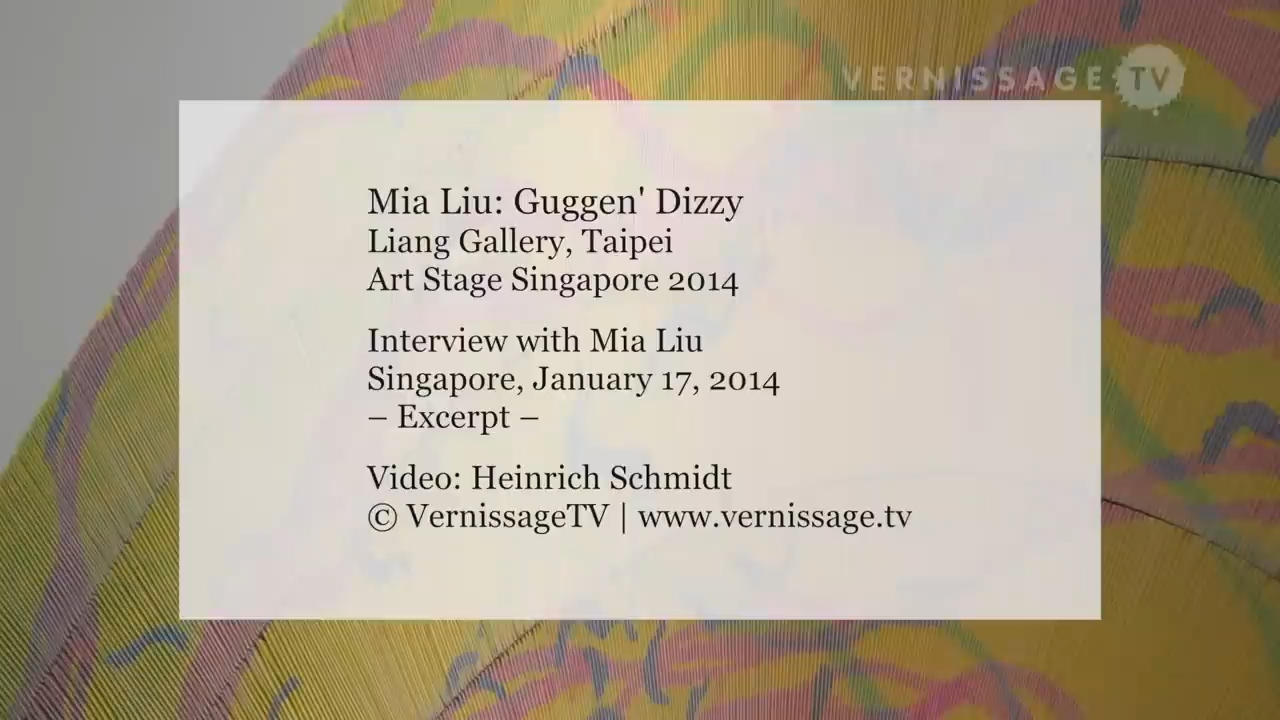 VERNISSAGE TV
Mia Liu: Guggen' Dizzy
Liang Gallery, Taipei
Art Stage Singapore 2014
Interview with Mia Liu
Singapore, January 17, 2014
– Excerpt –
Video: Heinrich Schmidt
© VernissageTV | www.vernissage.tv